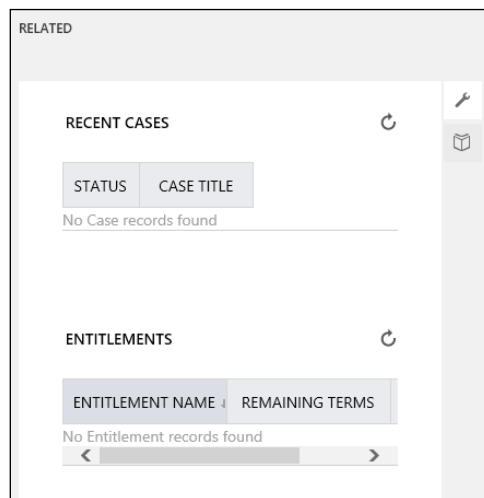 RELATED
RECENT CASES
STATUS CASE TITLE
No Case records found
ENTITLEMENTS
ENTITLEMENT NAME REMAINING TERMS
No Entitlement records found